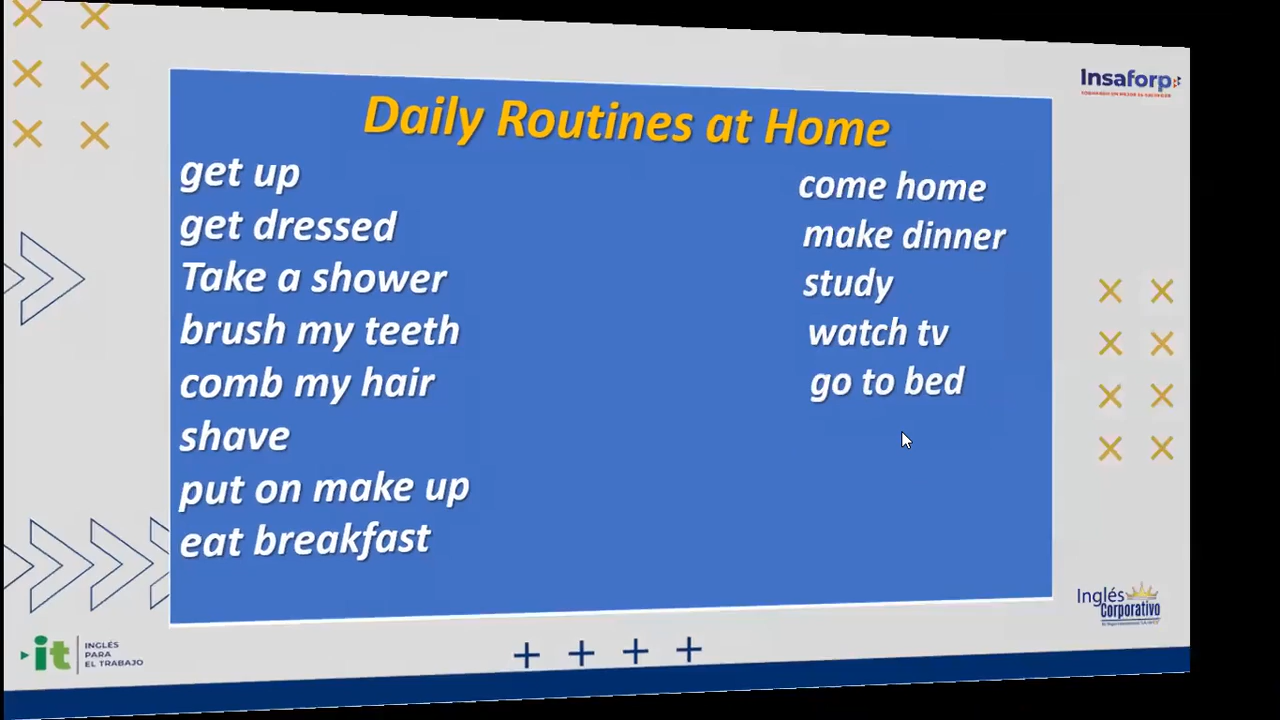 Insaforp
Daily Routines at Home
get up
get dressed
Take a shower
brush my teeth
comb my hair
shave
put on make up
eat breakfast
come home
make dinner
study
watch tv
go to bed
it
INGLÉS
PARA
EL TRABAJO
Inglés
Corporativo